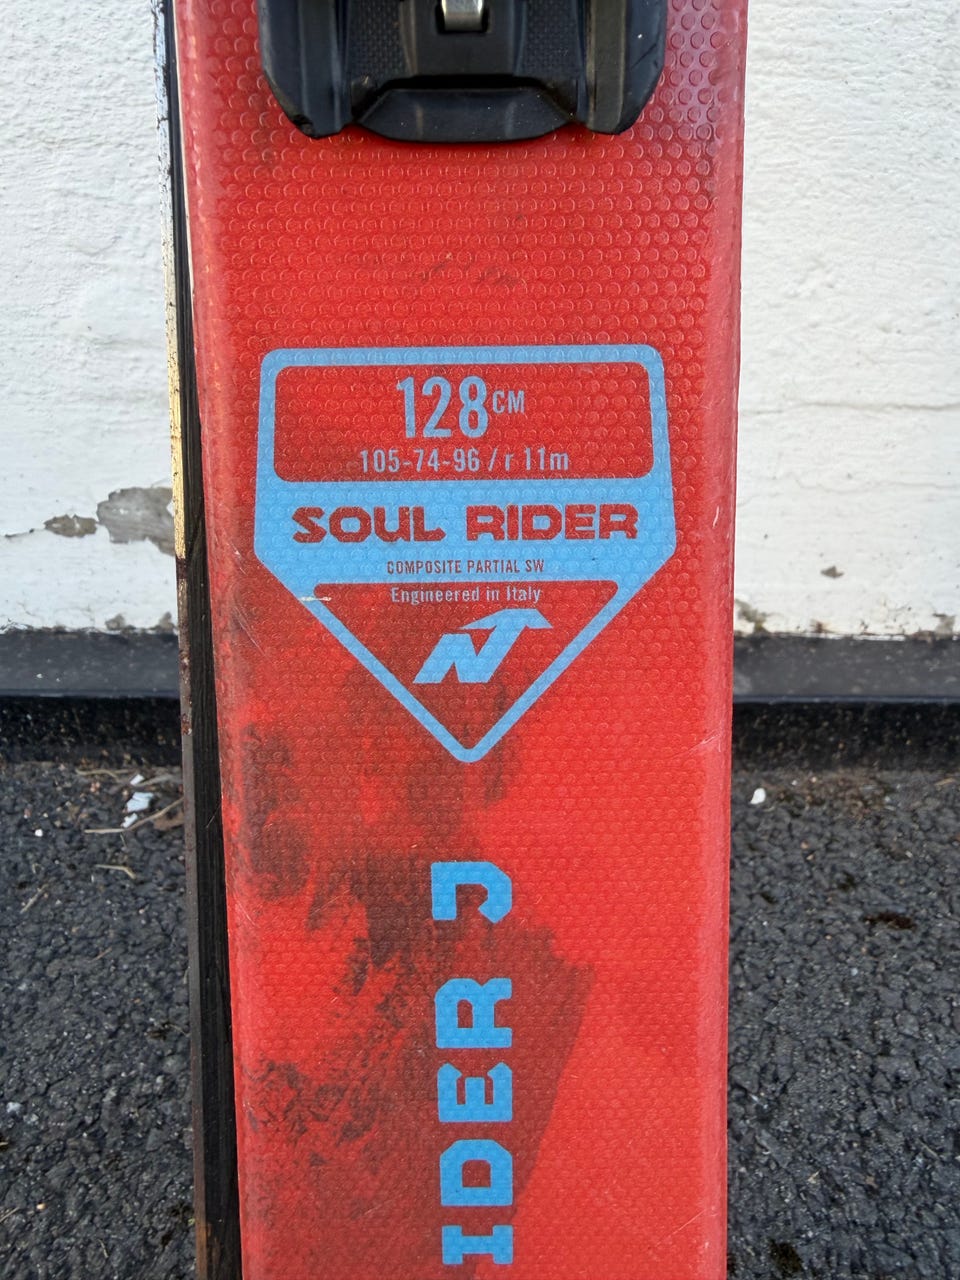 128CM
105-74-96 / r 11m
SOUL RIDER
COMPOSITE PARTIAL SW
Engineered in Italy
IDER J